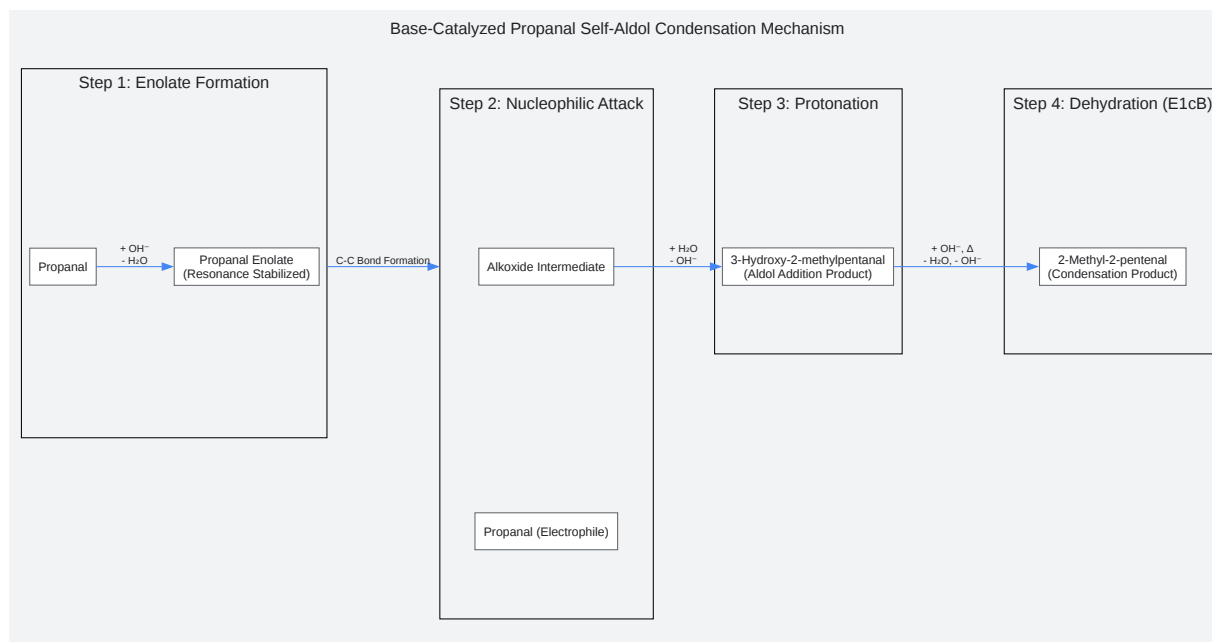 Base-Catalyzed Propanal Self-Aldol Condensation Mechanism
Step 1: Enolate Formation
Propanal
+ OH⁻
- H₂O
Propanal Enolate
(Resonance Stabilized)
C-C Bond Formation
Step 2: Nucleophilic Attack
Alkoxide Intermediate
Propanal (Electrophile)
+ H₂O
- OH⁻
Step 3: Protonation
3-Hydroxy-2-methylpentanal
(Aldol Addition Product)
+ OH⁻, Δ
- H₂O, - OH⁻
Step 4: Dehydration (E1cB)
2-Methyl-2-pentenal
(Condensation Product)